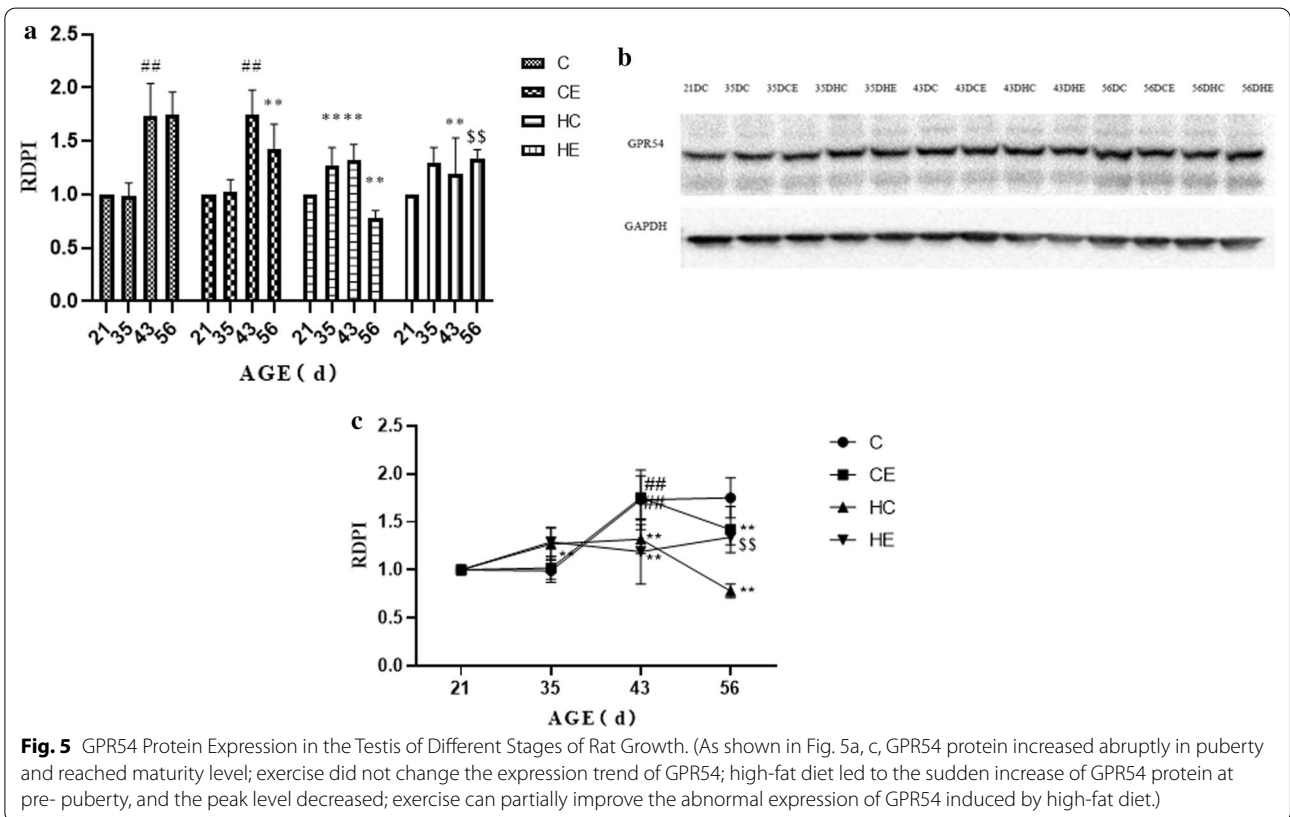 a
2.5
2.0
1.5
1.0
0.5
0.0
RDPI
##
##
**
****
**
**
$$
21 35 43 56 21 35 43 56 21 35 43 56 21 35 43 56
AGE( d )
C
CE
HC
HE
b
21DC 35DC 35DCE 35DHC 35DHE 43DC 43DCE 43DHC 43DHE 56DC 56DCE 56DHC 56DHE
GPR54
GAPDH
c
2.5
2.0
1.5
1.0
0.5
0.0
RDPI
**
##
##
**
**
**
$$
**
21 35 43 56
AGE( d )
C
CE
HC
HE
Fig. 5 GPR54 Protein Expression in the Testis of Different Stages of Rat Growth. (As shown in Fig. 5a, c, GPR54 protein increased abruptly in puberty
and reached maturity level; exercise did not change the expression trend of GPR54; high-fat diet led to the sudden increase of GPR54 protein at
pre- puberty, and the peak level decreased; exercise can partially improve the abnormal expression of GPR54 induced by high-fat diet.)